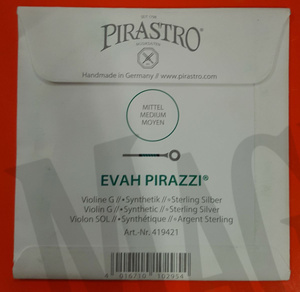 PIRASTRO
Handmade in Germany // www.pirastro.com
MITTEL
MEDIUM
MOYEN
EVAH PIRAZZI®
Violine G // •Synthetik // ◦Sterling Silber
Violin G // •Synthetic // ◦Sterling Silver
Violon SOL // •Synthétique // ◦Argent Sterling
Art.-Nr. 419421